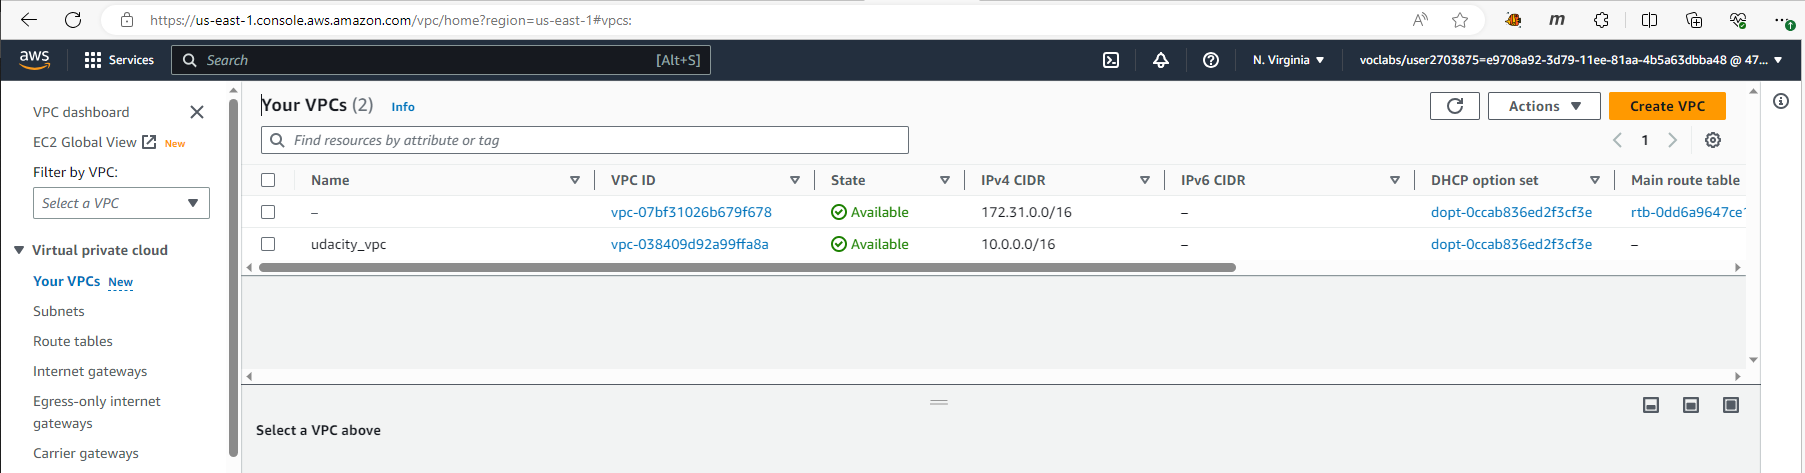 https://us-east-1.console.aws.amazon.com/vpc/home?region=us-east-1#vpcs:
aws Services Search [Alt+S] N. Virginia voclabs/user2703875=e9708a92-3d79-11ee-81aa-4b5a63dbba48 @ 47...
VPC dashboard
EC2 Global View New
Filter by VPC:
Select a VPC
Virtual private cloud
Your VPCs New
Subnets
Route tables
Internet gateways
Egress-only internet
gateways
Carrier gateways
Your VPCs (2) Info
Actions Create VPC
Find resources by attribute or tag
1
Name VPC ID State IPv4 CIDR IPv6 CIDR DHCP option set Main route table
– vpc-07bf31026b679f678 Available 172.31.0.0/16 – dopt-0ccab836ed2f3cf3e rtb-0dd6a9647ce1
udacity_vpc vpc-038409d92a99ffa8a Available 10.0.0.0/16 – dopt-0ccab836ed2f3cf3e –
Select a VPC above